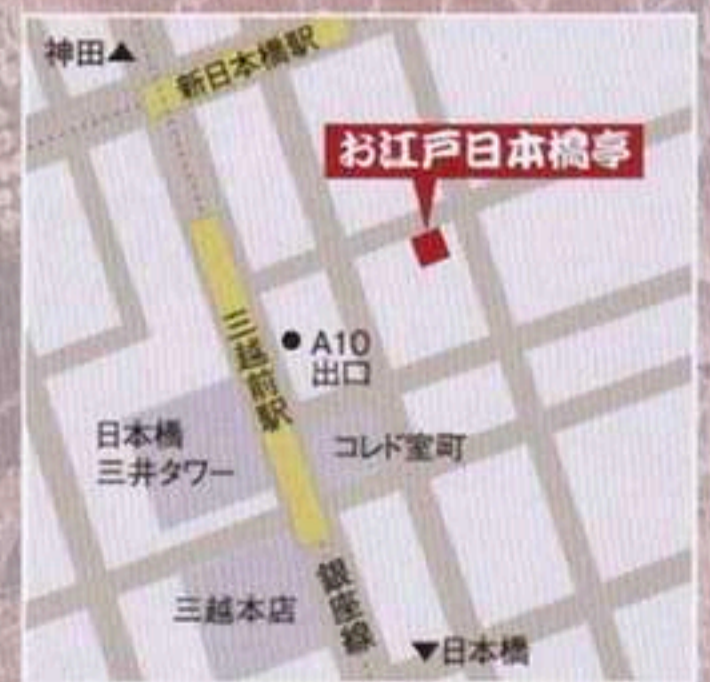 神田▲
新日本橋駅
お江戸日本橋亭
三越前駅
●A10
出口
日本橋
三井タワー
コレド室町
三越本店
銀座線
▼日本橋